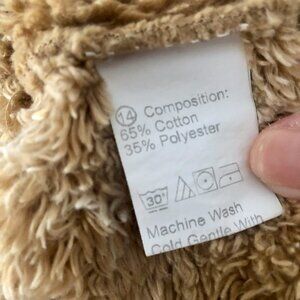 14 Composition:
65% Cotton
35% Polyester
30°
Machine Wash
Cold Gentle With